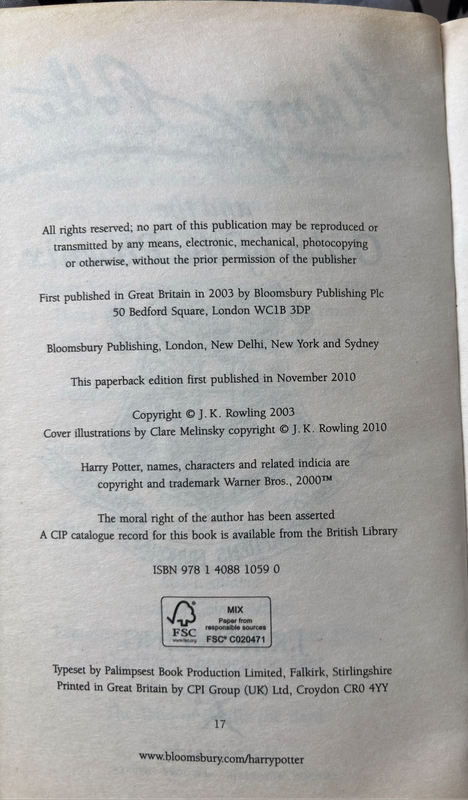 All rights reserved; no part of this publication may be reproduced or
transmitted by any means, electronic, mechanical, photocopying
or otherwise, without the prior permission of the publisher
First published in Great Britain in 2003 by Bloomsbury Publishing Plc
50 Bedford Square, London WC1B 3DP
Bloomsbury Publishing, London, New Delhi, New York and Sydney
This paperback edition first published in November 2010
Copyright © J. K. Rowling 2003
Cover illustrations by Clare Melinsky copyright © J. K. Rowling 2010
Harry Potter, names, characters and related indicia are
copyright and trademark Warner Bros., 2000™
The moral right of the author has been asserted
A CIP catalogue record for this book is available from the British Library
ISBN 978 1 4088 1059 0
FSC
www.fsc.org
MIX
Paper from
responsible sources
FSC® C020471
Typeset by Palimpsest Book Production Limited, Falkirk, Stirlingshire
Printed in Great Britain by CPI Group (UK) Ltd, Croydon CR0 4YY
17
www.bloomsbury.com/harrypotter